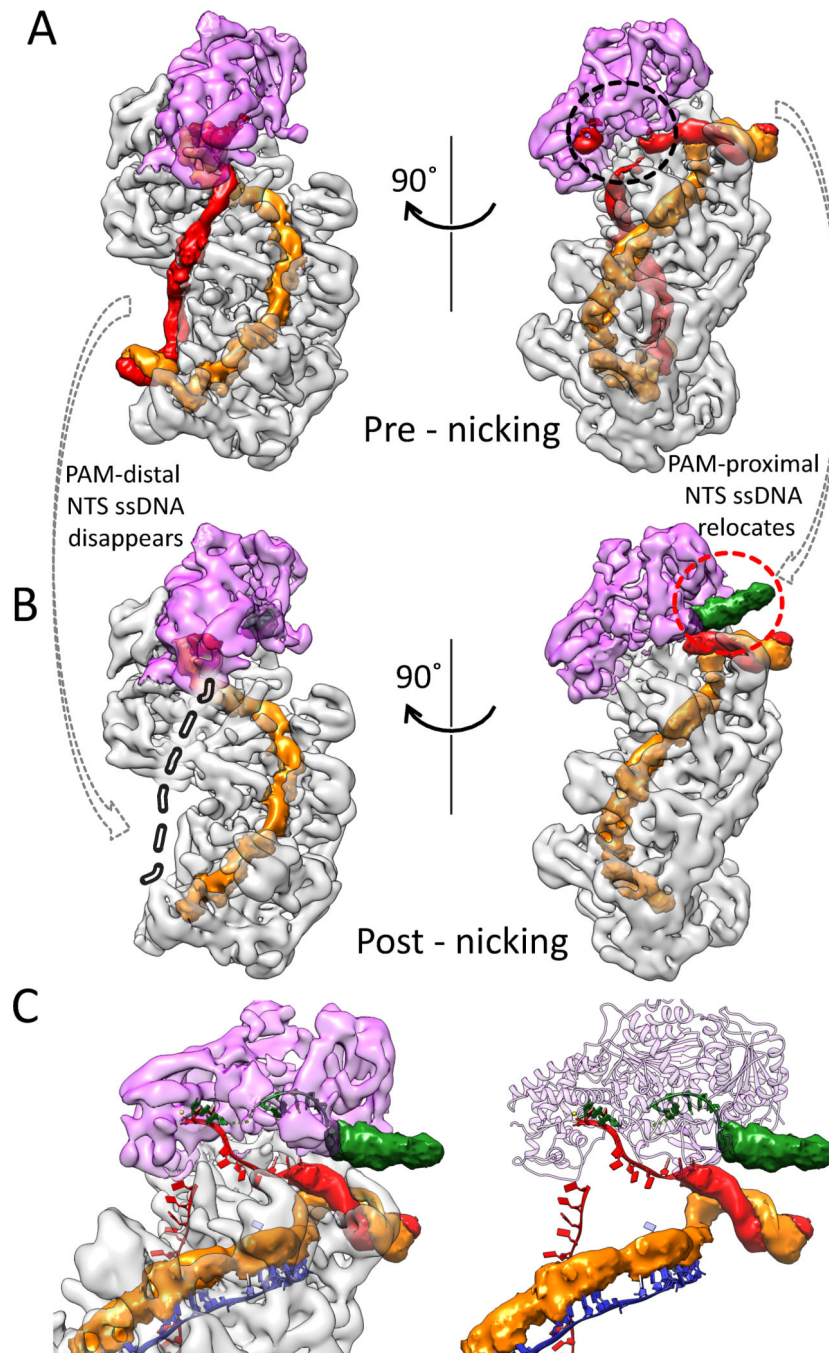 A
90˚
Pre - nicking
PAM-distal
NTS ssDNA
disappears
PAM-proximal
NTS ssDNA
relocates
B
90˚
Post - nicking
C